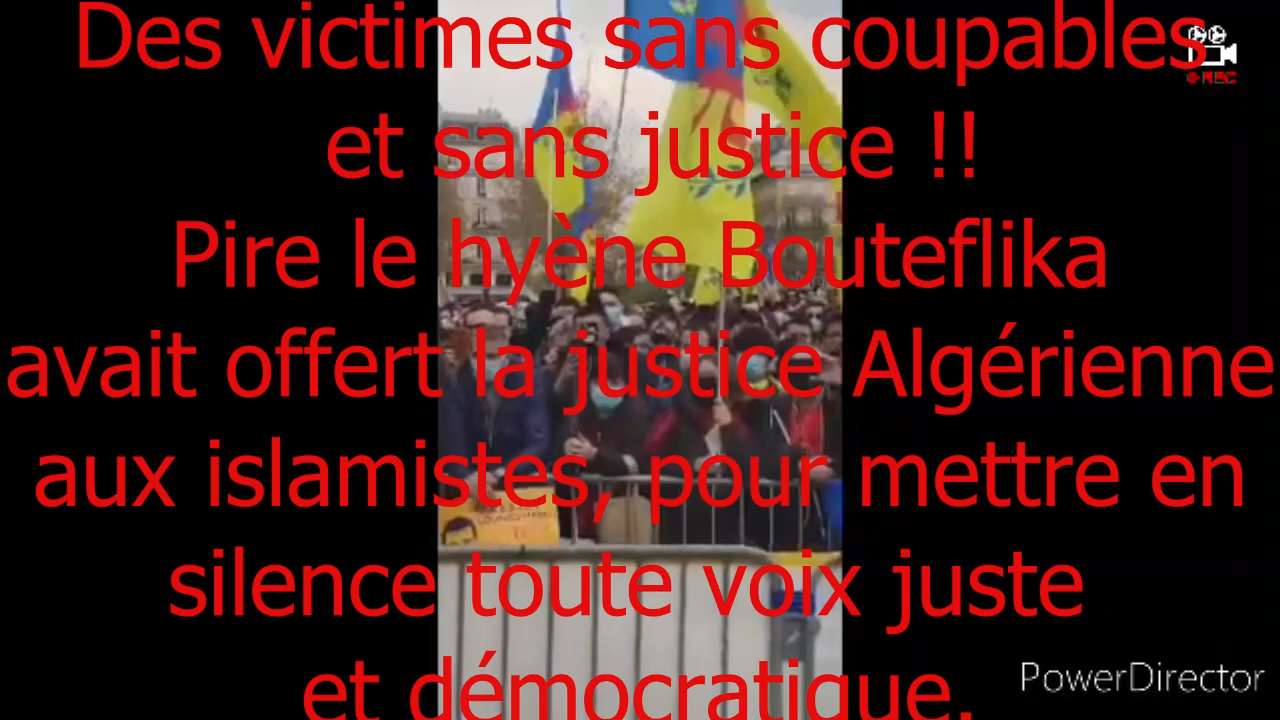 Des victimes sans coupables
et sans justice !!
Pire le hyène Bouteflika
avait offert la justice Algérienne
aux islamistes, pour mettre en
silence toute voix juste
et démocratique.
REC
PowerDirector